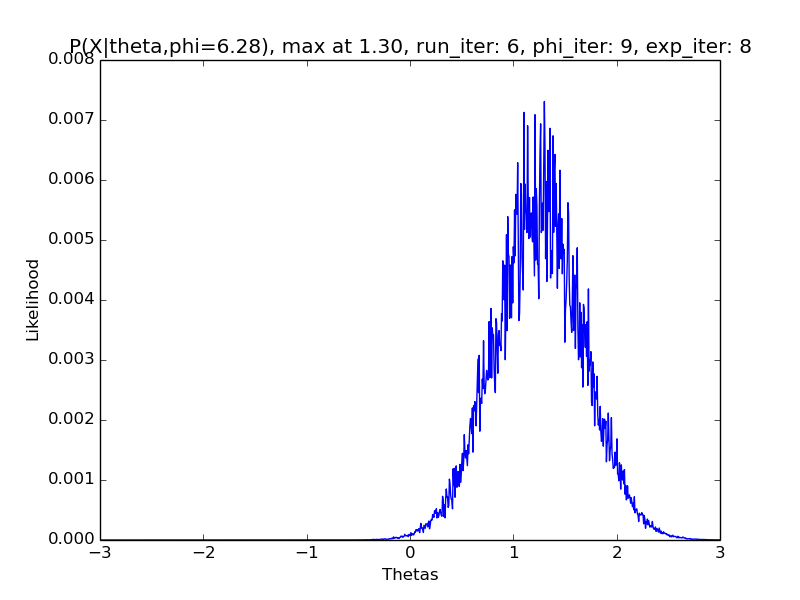 P(X|theta,phi=6.28), max at 1.30, run_iter: 6, phi_iter: 9, exp_iter: 8
0.008
0.007
0.006
0.005
0.004
0.003
0.002
0.001
0.000
Likelihood
−3 −2 −1 0 1 2 3
Thetas